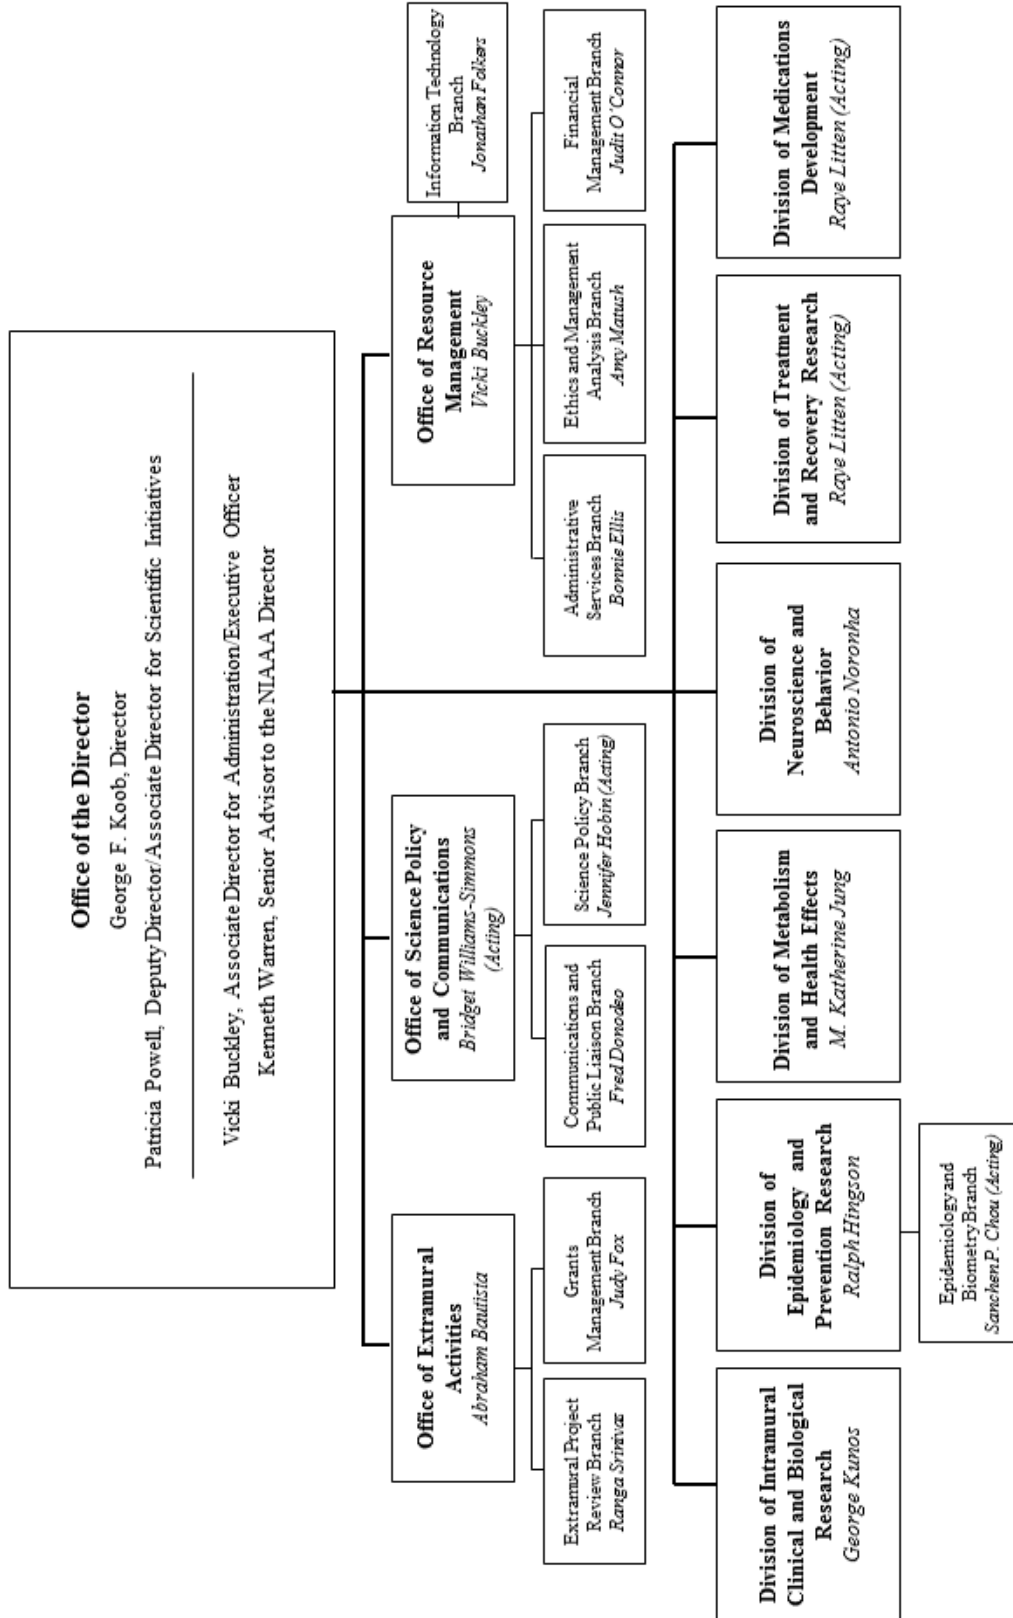 Office of the Director
George F. Koob, Director
Patricia Powell, Deputy Director/Associate Director for Scientific Initiatives
Vicki Buckley, Associate Director for Administration/Executive Officer
Kenneth Warren, Senior Advisor to the NIAAA Director
Office of Extramural
Activities
Abraham Bautista
Office of Science Policy
and Communications
Bridget Williams-Simmons
(Acting)
Office of Resource
Management
Vicki Buckley
Information Technology
Branch
Jonathan Folkers
Extramural Project
Review Branch
Ranga Srinivas
Grants
Management Branch
Judy Fox
Communications and
Public Liaison Branch
Fred Donodeo
Science Policy Branch
Jennifer Hobin (Acting)
Administrative
Services Branch
Bonnie Ellis
Ethics and Management
Analysis Branch
Amy Matush
Financial
Management Branch
Judit O'Connor
Division of Intramural
Clinical and Biological
Research
George Kunos
Division of
Epidemiology and
Prevention Research
Ralph Hingson
Division of Metabolism
and Health Effects
M. Katherine Jung
Division of
Neuroscience and
Behavior
Antonio Noronha
Division of Treatment
and Recovery Research
Raye Litten (Acting)
Division of Medications
Development
Raye Litten (Acting)
Epidemiology and
Biometry Branch
Sanchen P. Chou (Acting)